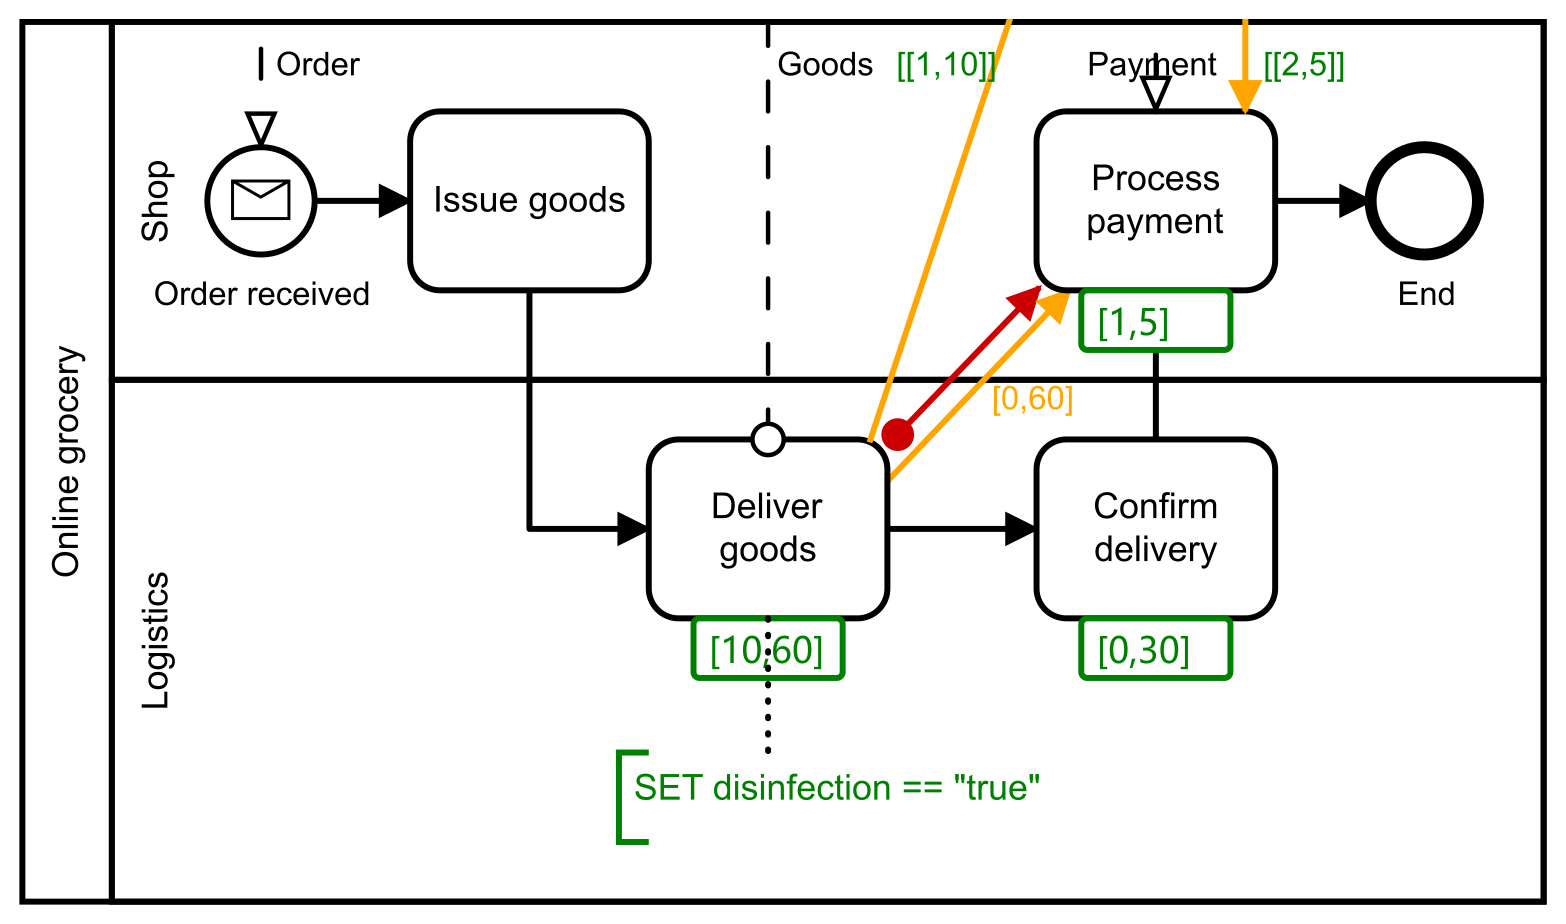 Order
Goods
[[1,10]]
Payment
[[2,5]]
Issue goods
Process
payment
Shop
Order received
End
[1,5]
[0,60]
Online grocery
Deliver
goods
Confirm
delivery
Logistics
[10,60]
[0,30]
SET disinfection == "true"